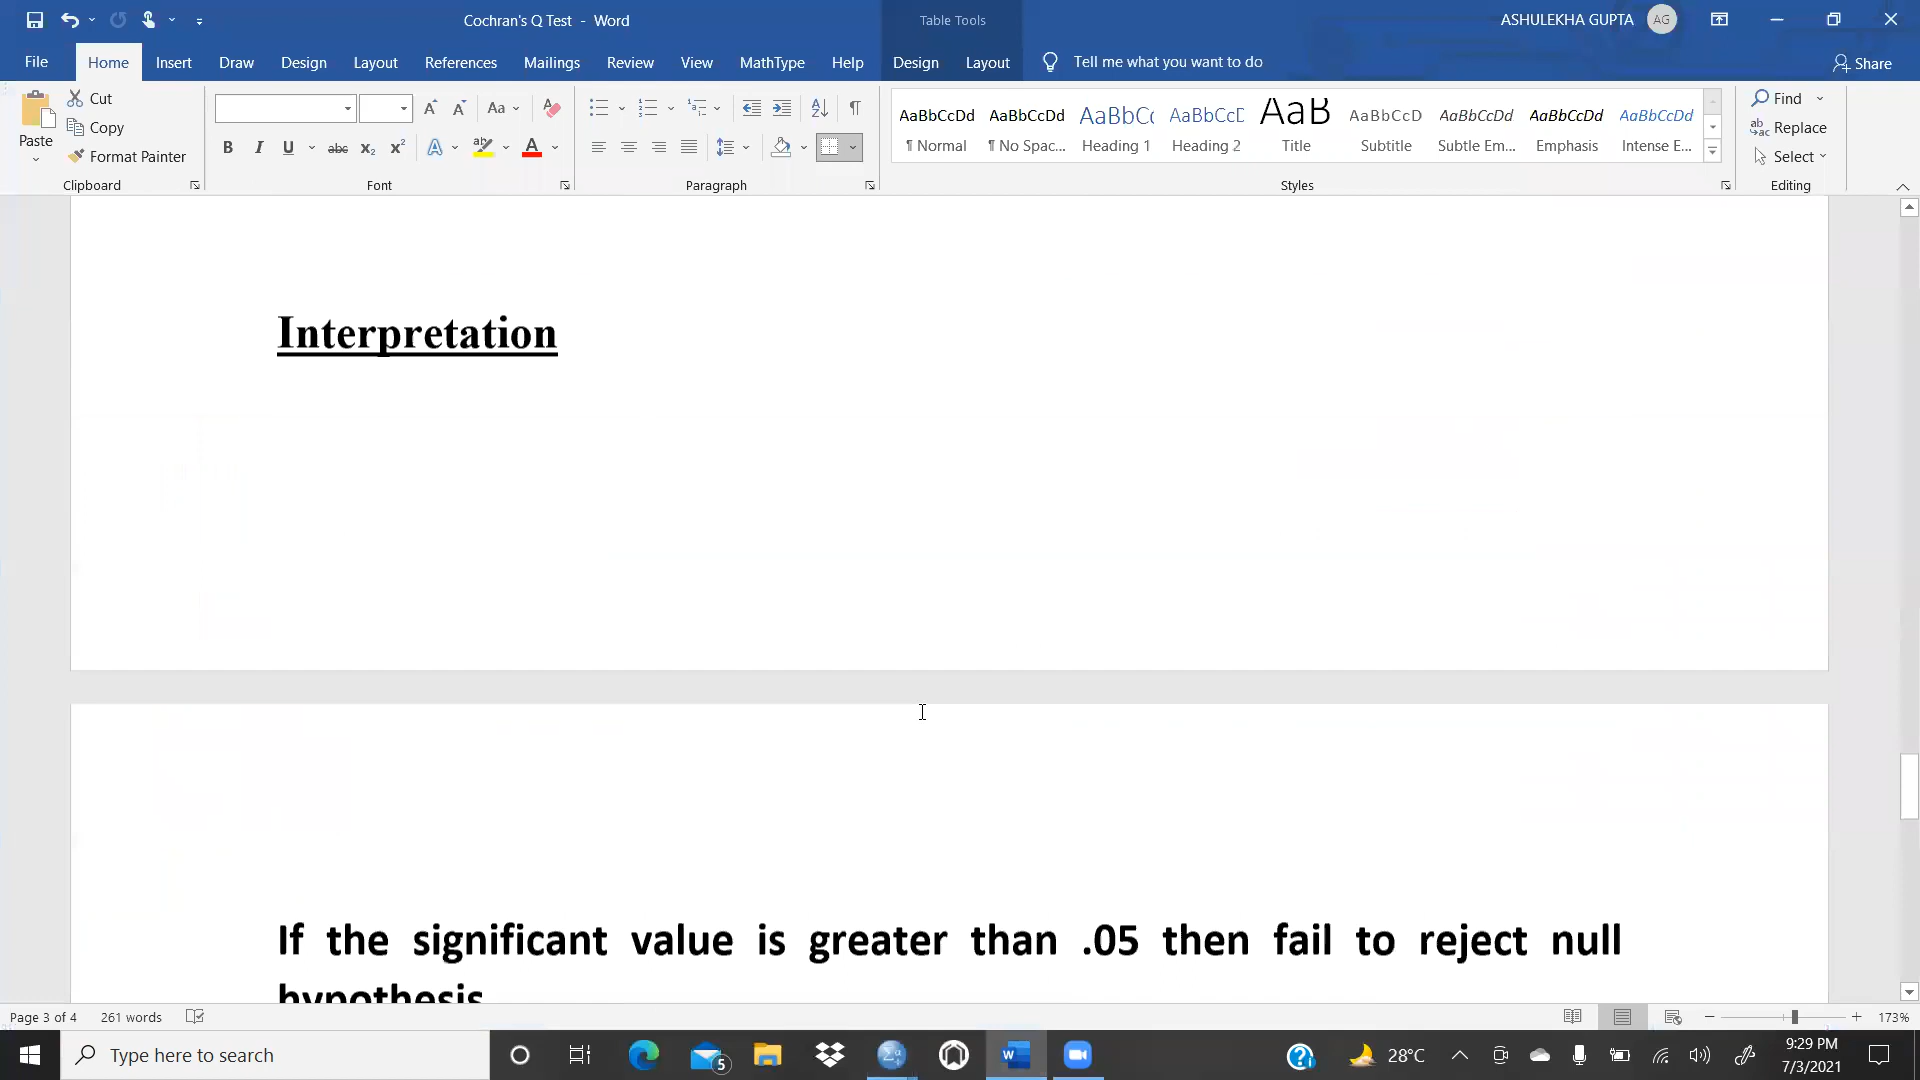 Cochran's Q Test - Word
Table Tools
ASHULEKHA GUPTA
AG
File Home Insert Draw Design Layout References Mailings Review View MathType Help Design Layout Tell me what you want to do Share
Paste
Cut
Copy
Format Painter
Clipboard
Aa
B I U abc x₂ x² A A
Font
Paragraph
AaBbCcDd AaBbCcDd AaBbCc AaBbCcD AaB AaBbCcD AaBbCcDd AaBbCcDd AaBbCcDd
¶ Normal ¶ No Spac... Heading 1 Heading 2 Title Subtitle Subtle Em... Emphasis Intense E...
Styles
Find
Replace
Select
Editing
Interpretation
If the significant value is greater than .05 then fail to reject null
hypothesis
Page 3 of 4 261 words 173%
Type here to search
5
28°C
9:29 PM
7/3/2021